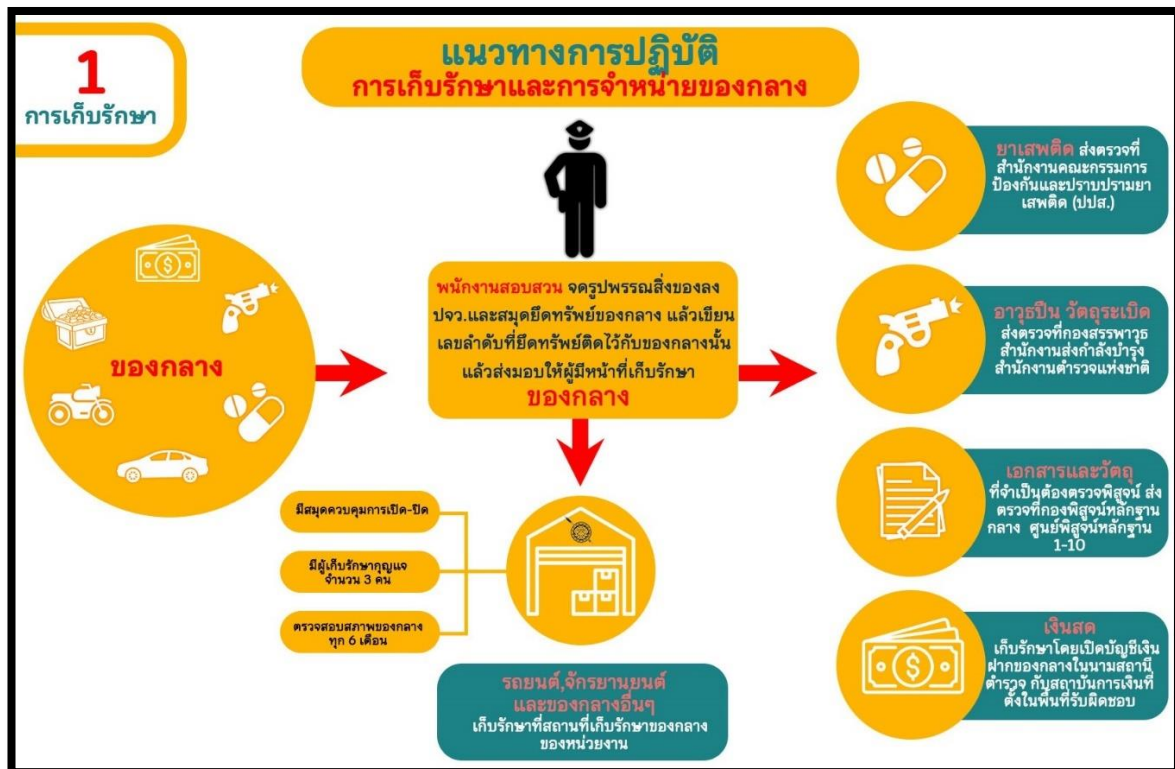 1
การเก็บรักษา
แนวทางการปฏิบัติ
การเก็บรักษาและการจำหน่ายของกลาง
ของกลาง
พนักงานสอบสวน จดรูปพรรณสิ่งของลง
ปจว.และสมุดยึดทรัพย์ของกลาง แล้วเขียน
เลขลำดับที่ยึดทรัพย์ติดไว้กับของกลางนั้น
แล้วส่งมอบให้ผู้มีหน้าที่เก็บรักษา
ของกลาง
มีสมุดควบคุมการเปิด-ปิด
มีผู้เก็บรักษากุญแจ
จำนวน 3 คน
ตรวจสอบสภาพของกลาง
ทุก 6 เดือน
รถยนต์,จักรยานยนต์
และของกลางอื่นๆ
เก็บรักษาที่สถานที่เก็บรักษาของกลาง
ของหน่วยงาน
ยาเสพติด ส่งตรวจที่
สำนักงานคณะกรรมการ
ป้องกันและปราบปรามยา
เสพติด (ปปส.)
อาวุธปืน วัตถุระเบิด
ส่งตรวจที่กองสรรพาวุธ
สำนักงานส่งกำลังบำรุง
สำนักงานตำรวจแห่งชาติ
เอกสารและวัตถุ
ที่จำเป็นต้องตรวจพิสูจน์ ส่ง
ตรวจที่กองพิสูจน์หลักฐาน
กลาง ศูนย์พิสูจน์หลักฐาน
1-10
เงินสด
เก็บรักษาโดยเปิดบัญชีเงิน
ฝากของกลางในนามสถานี
ตำรวจ กับสถาบันการเงินที่
ตั้งในพื้นที่รับผิดชอบ